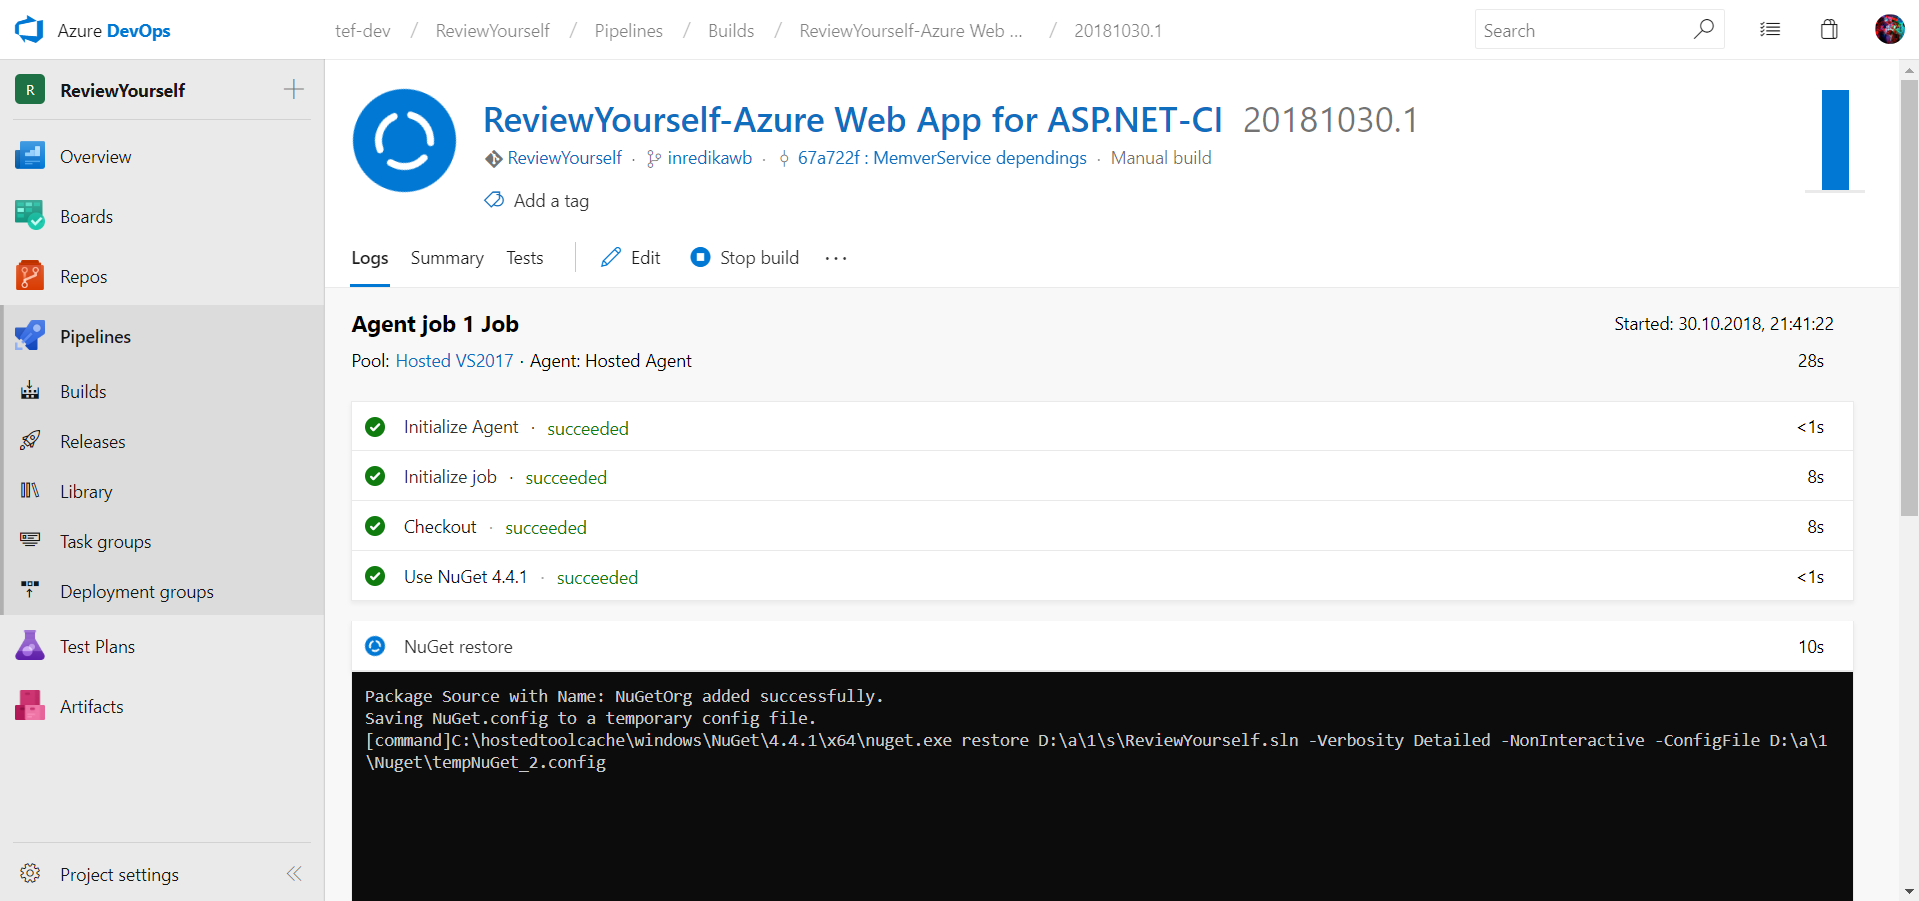 Azure DevOps
tef-dev / ReviewYourself / Pipelines / Builds / ReviewYourself-Azure Web ... / 20181030.1
Search
R ReviewYourself
Overview
Boards
Repos
Pipelines
Builds
Releases
Library
Task groups
Deployment groups
Test Plans
Artifacts
Project settings
ReviewYourself-Azure Web App for ASP.NET-CI 20181030.1
ReviewYourself · inredikawb · 67a722f : MemverService dependings · Manual build
Add a tag
Logs Summary Tests Edit Stop build ···
Agent job 1 Job Started: 30.10.2018, 21:41:22
Pool: Hosted VS2017 · Agent: Hosted Agent 28s
Initialize Agent · succeeded <1s
Initialize job · succeeded 8s
Checkout · succeeded 8s
Use NuGet 4.4.1 · succeeded <1s
NuGet restore 10s
Package Source with Name: NuGetOrg added successfully.
Saving NuGet.config to a temporary config file.
[command]C:\hostedtoolcache\windows\NuGet\4.4.1\x64\nuget.exe restore D:\a\1\s\ReviewYourself.sln -Verbosity Detailed -NonInteractive -ConfigFile D:\a\1
\Nuget\tempNuGet_2.config